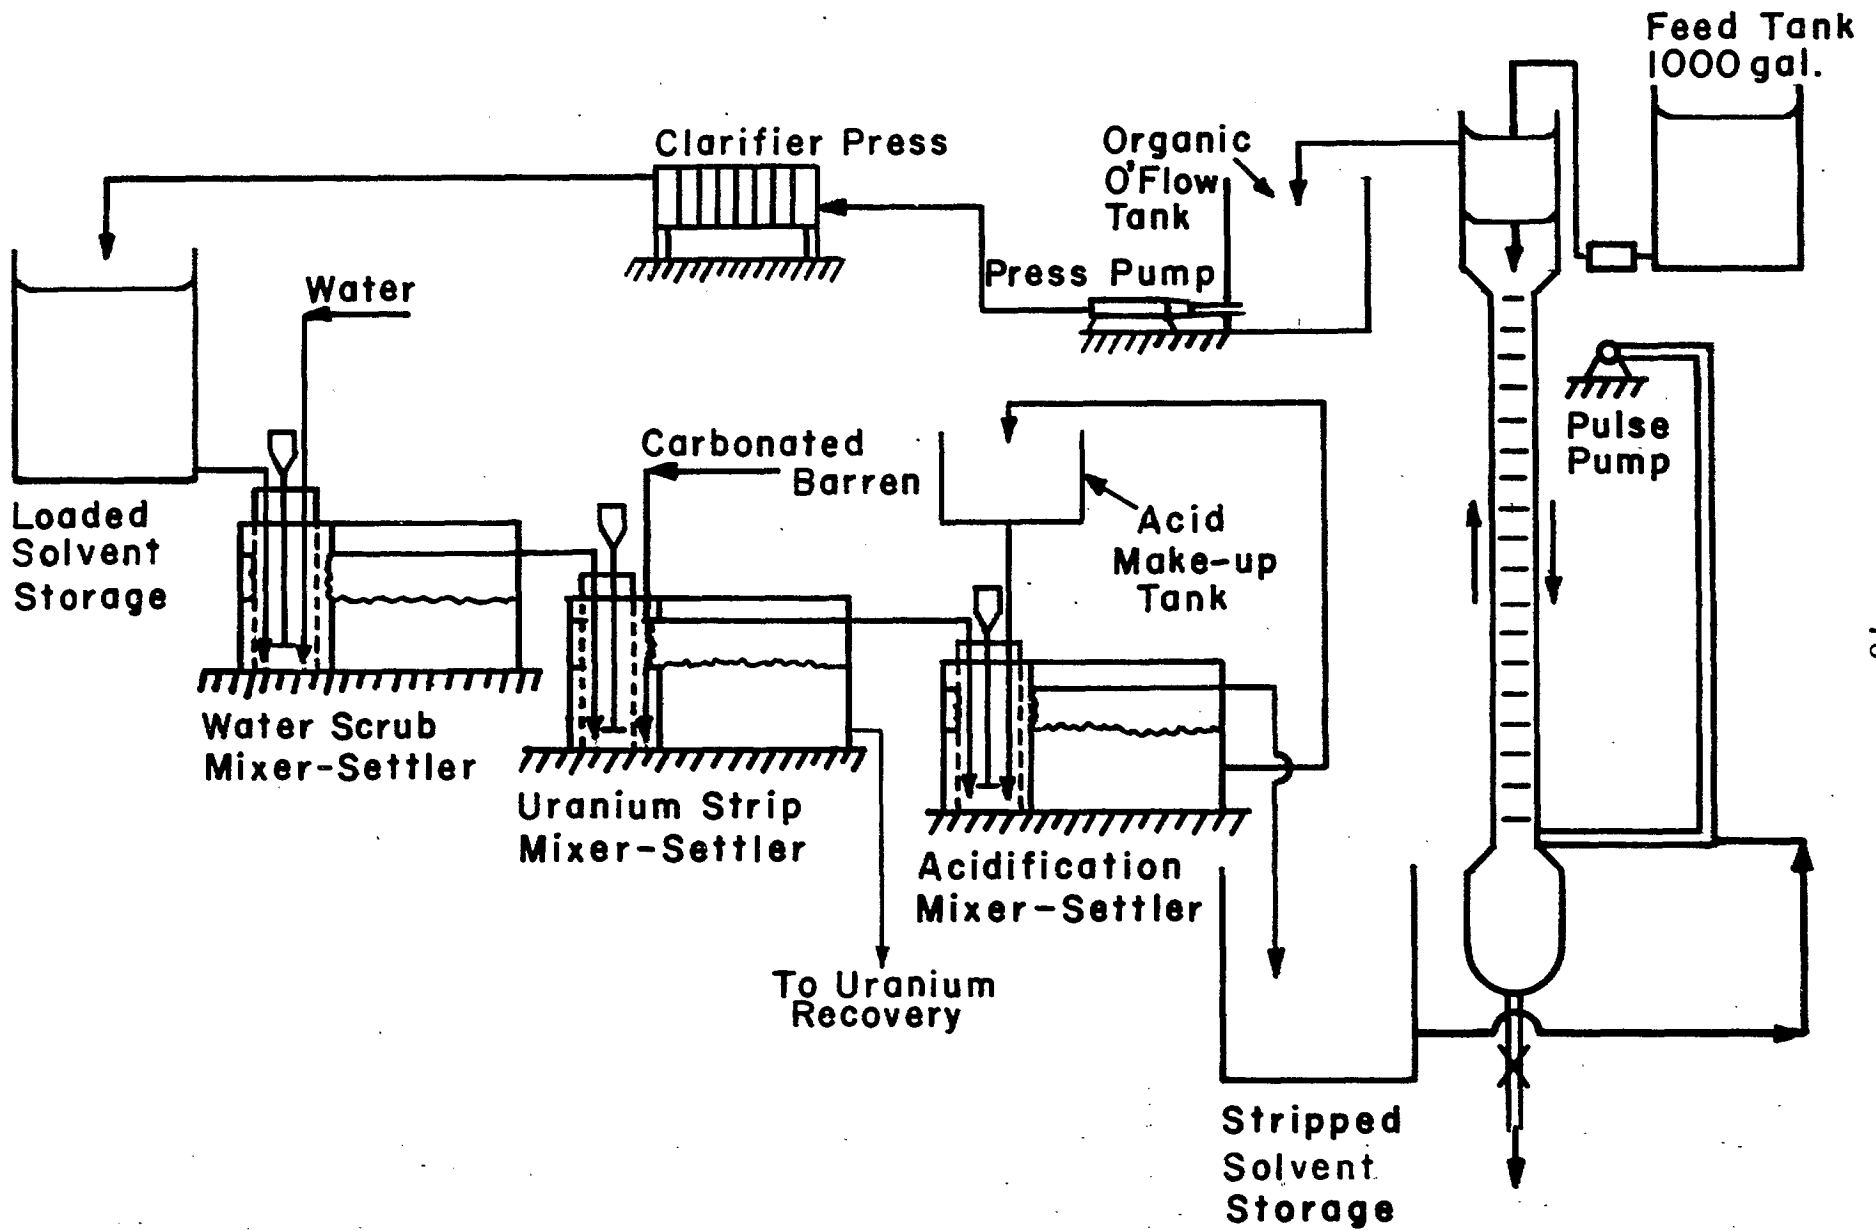 Feed Tank
1000 gal.
Clarifier Press
Organic
O'Flow
Tank
Press Pump
Water
Pulse
Pump
Carbonated
Barren
Acid
Make-up
Tank
Loaded
Solvent
Storage
Water Scrub
Mixer-Settler
Uranium Strip
Mixer-Settler
Acidification
Mixer-Settler
To Uranium
Recovery
Stripped
Solvent
Storage